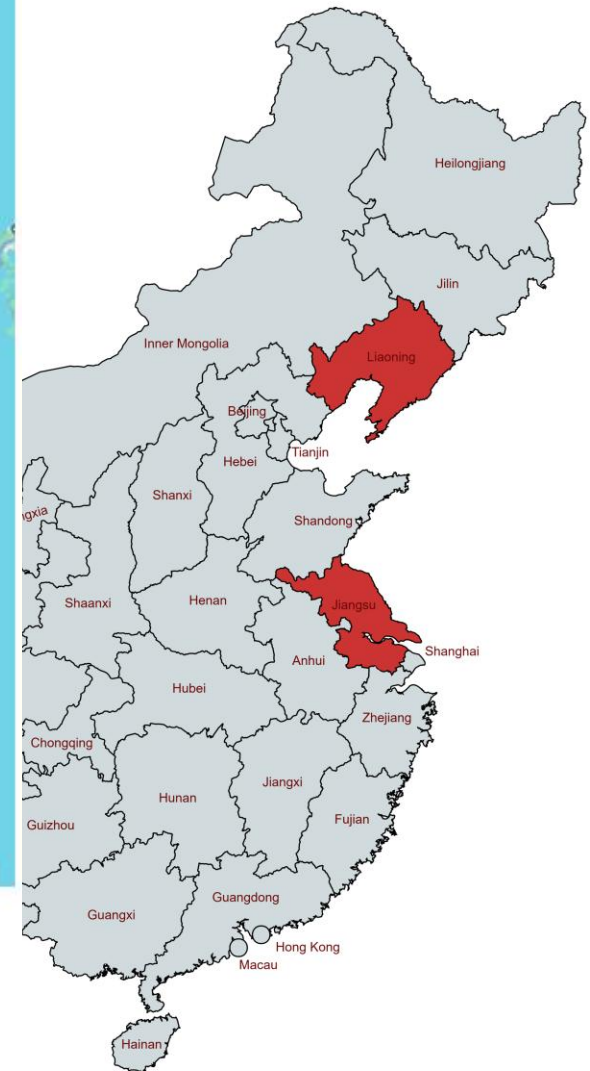 Heilongjiang
Jilin
Inner Mongolia
Liaoning
Beijing
Tianjin
Hebei
Shanxi
Shandong
ngxia
Shaanxi
Henan
Jiangsu
Shanghai
Anhui
Hubei
Zhejiang
Chongqing
Jiangxi
Hunan
Fujian
Guizhou
Guangdong
Guangxi
Hong Kong
Macau
Hainan